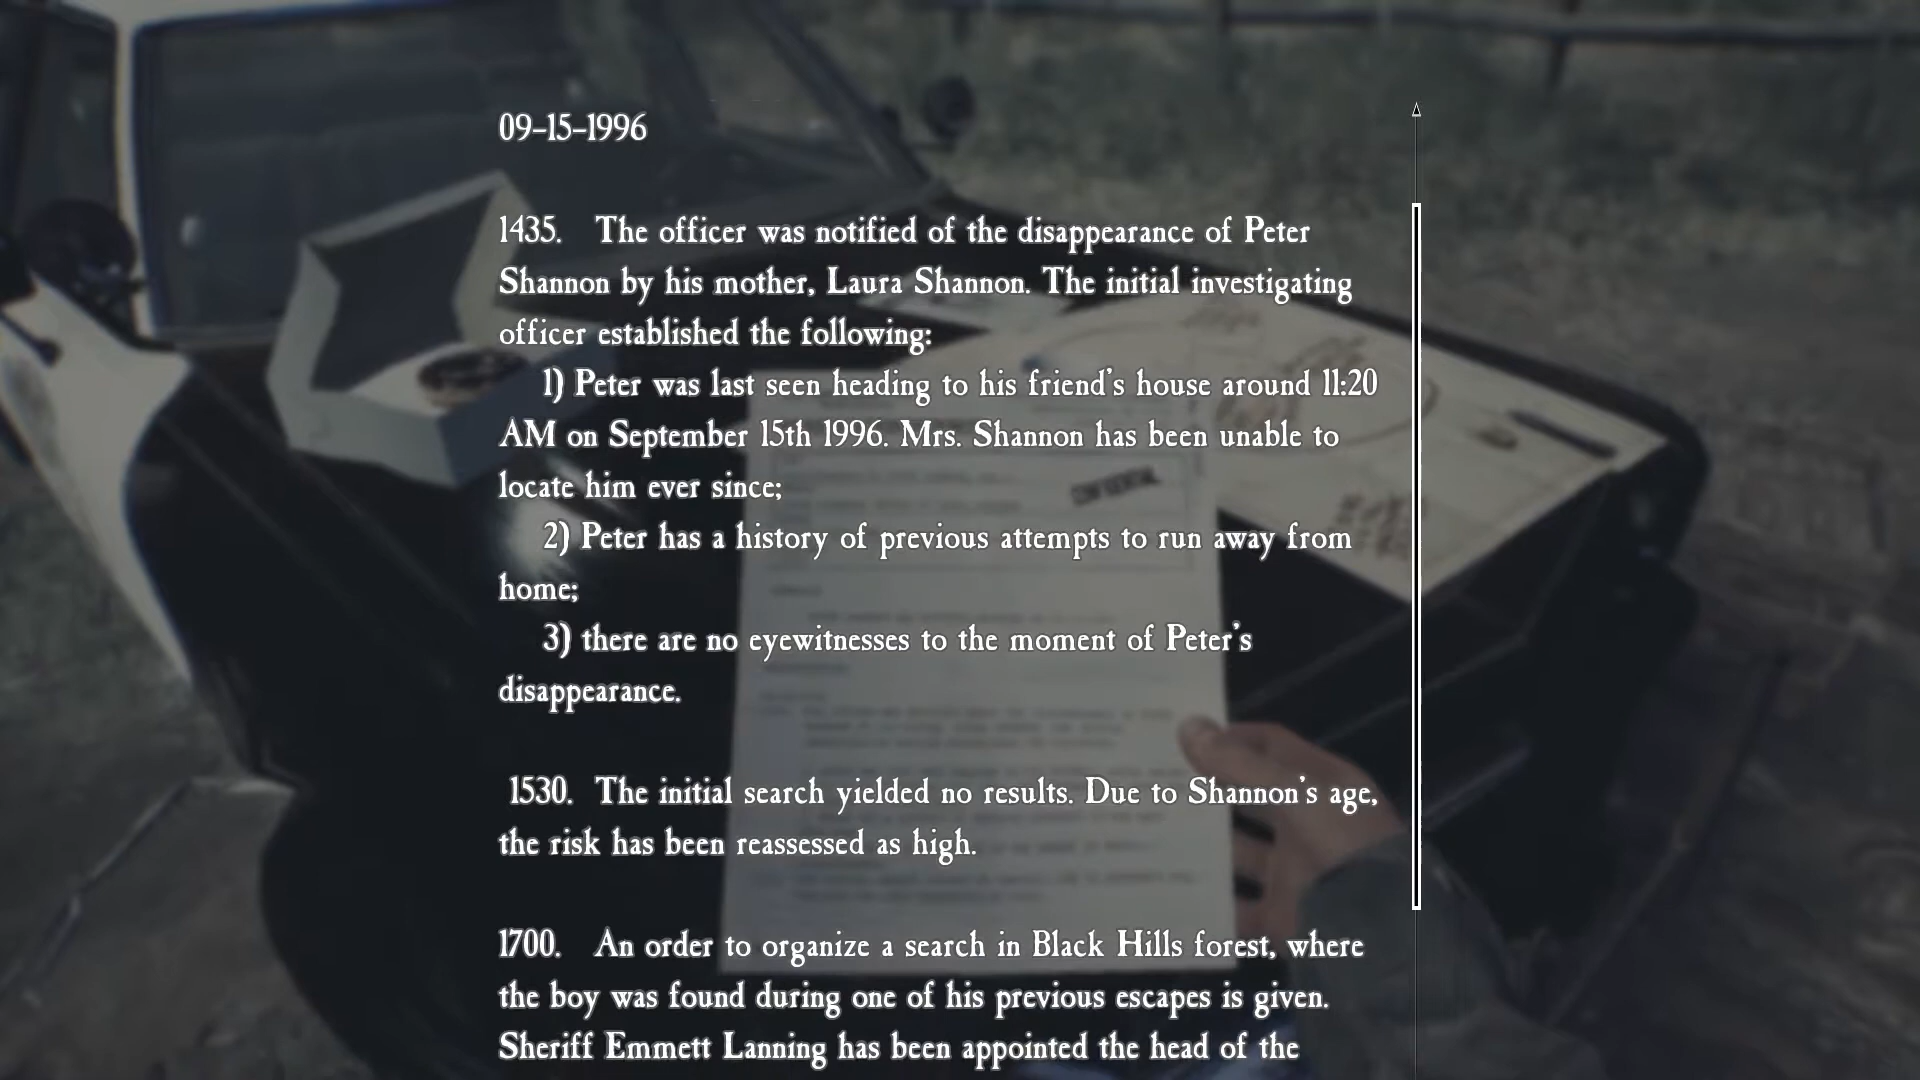 09-15-1996
1435. The officer was notified of the disappearance of Peter
Shannon by his mother, Laura Shannon. The initial investigating
officer established the following:
1) Peter was last seen heading to his friend's house around 11:20
AM on September 15th 1996. Mrs. Shannon has been unable to
locate him ever since;
2) Peter has a history of previous attempts to run away from
home;
3) there are no eyewitnesses to the moment of Peter's
disappearance.
1530. The initial search yielded no results. Due to Shannon's age,
the risk has been reassessed as high.
1700. An order to organize a search in Black Hills forest, where
the boy was found during one of his previous escapes is given.
Sheriff Emmett Lanning has been appointed the head of the
CONFIDENTIAL